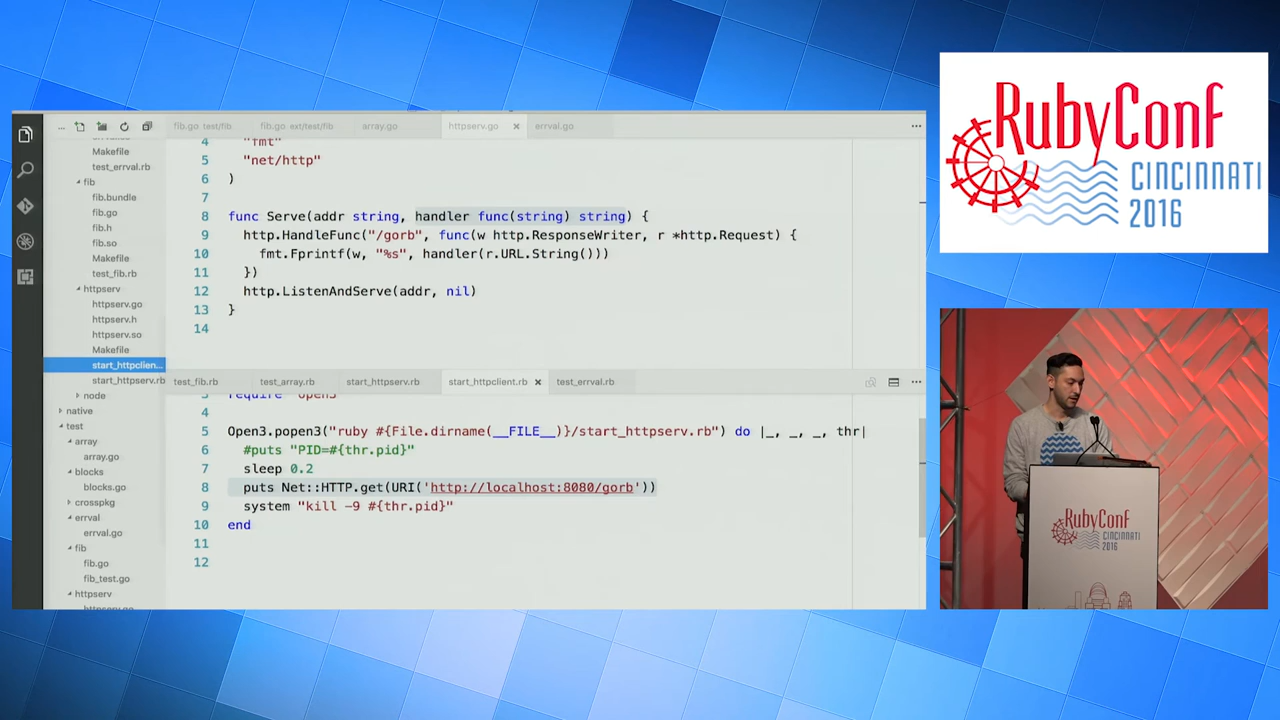 ... fib.go test/fib fib.go ext/test/fib array.go httpserv.go × errval.go ...
Makefile
test_errval.rb
fib
fib.bundle
fib.go
fib.h
fib.so
Makefile
test_fib.rb
httpserv
httpserv.go
httpserv.h
httpserv.so
Makefile
start_httpclien...
start_httpserv.rb
node
native
test
array
array.go
blocks
blocks.go
crosspkg
errval
errval.go
fib
fib.go
fib_test.go
httpserv
httpserv.go
4 "fmt"
5 "net/http"
6 )
7
8 func Serve(addr string, handler func(string) string) {
9 http.HandleFunc("/gorb", func(w http.ResponseWriter, r *http.Request) {
10 fmt.Fprintf(w, "%s", handler(r.URL.String()))
11 })
12 http.ListenAndServe(addr, nil)
13 }
14
test_fib.rb test_array.rb start_httpserv.rb start_httpclient.rb × test_errval.rb ...
3 require "open3"
4
5 Open3.popen3("ruby #{File.dirname(__FILE__)}/start_httpserv.rb") do |_, _, _, thr|
6 #puts "PID=#{thr.pid}"
7 sleep 0.2
8 puts Net::HTTP.get(URI('http://localhost:8080/gorb'))
9 system "kill -9 #{thr.pid}"
10 end
11
12
RubyConf
CINCINNATI
2016
RubyConf
CINCINNATI
2016